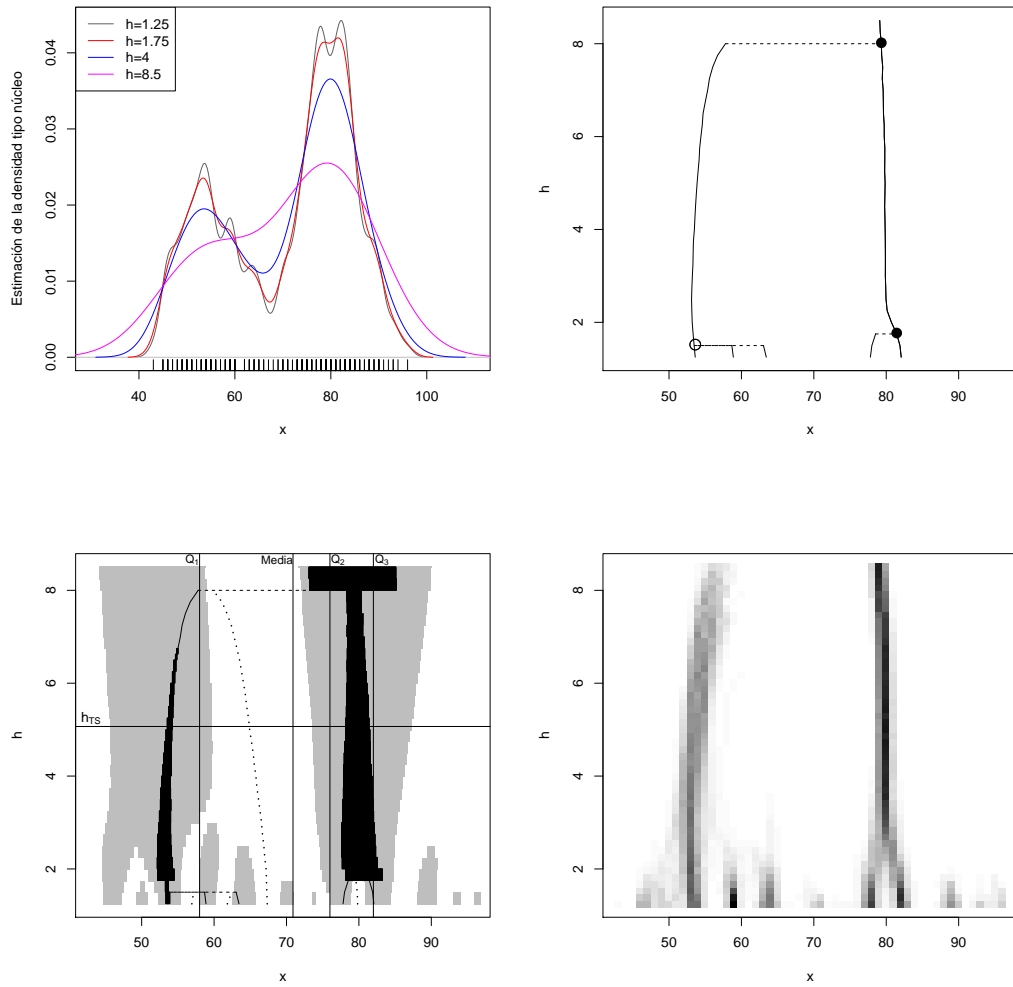 h=1.25
h=1.75
h=4
h=8.5
Estimación de la densidad tipo núcleo
0.00
0.01
0.02
0.03
0.04
40
60
80
100
x
h
8
6
4
2
50
60
70
80
90
x
Q1
Media
Q2
Q3
hTS
h
8
6
4
2
50
60
70
80
90
x
h
8
6
4
2
50
60
70
80
90
x